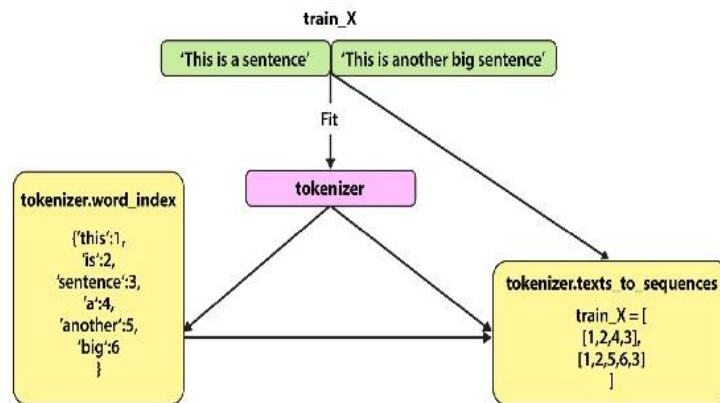 train_X
‘This is a sentence’
‘This is another big sentence’
Fit
tokenizer
tokenizer.word_index
{‘this’:1,
‘is’:2,
‘sentence’:3,
‘a’:4,
‘another’:5,
‘big’:6
}
tokenizer.texts_to_sequences
train_X = [
[1,2,4,3],
[1,2,5,6,3]
]